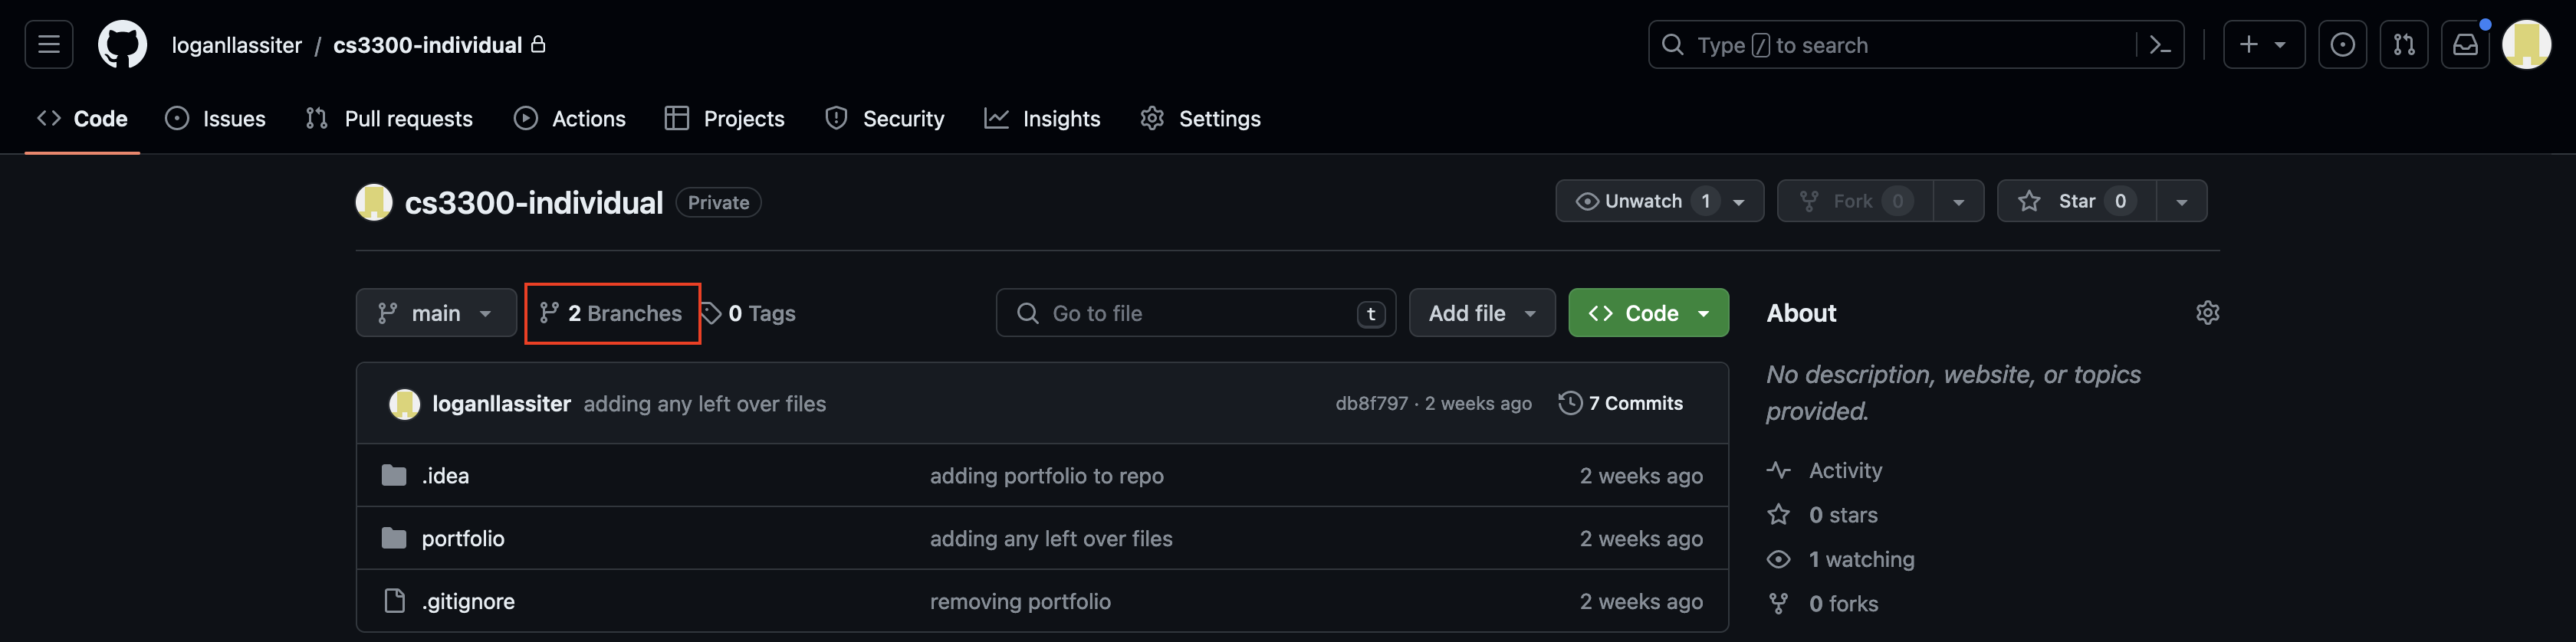 loganllassiter / cs3300-individual
Type / to search
Code Issues Pull requests Actions Projects Security Insights Settings
cs3300-individual Private
Unwatch 1 Fork 0 Star 0
main 2 Branches 0 Tags Go to file t Add file Code
loganllassiter adding any left over files db8f797 · 2 weeks ago 7 Commits
.idea adding portfolio to repo 2 weeks ago
portfolio adding any left over files 2 weeks ago
.gitignore removing portfolio 2 weeks ago
About
No description, website, or topics
provided.
Activity
0 stars
1 watching
0 forks